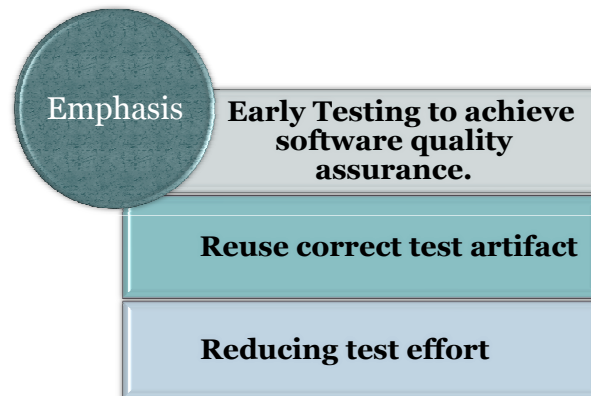 Emphasis
Early Testing to achieve
software quality
assurance.
Reuse correct test artifact
Reducing test effort